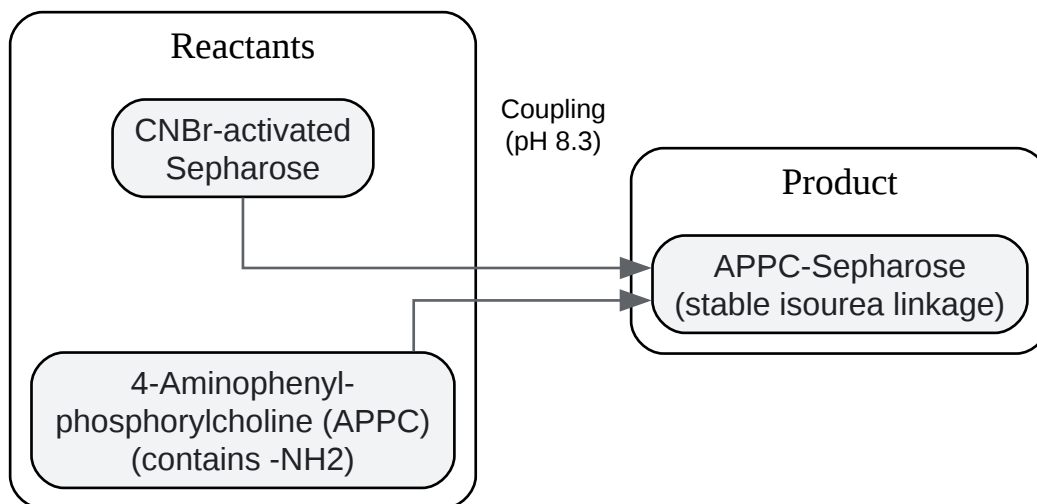 Reactants
CNBr-activated
Sepharose
4-Aminophenyl-
phosphorylcholine (APPC)
(contains -NH2)
Coupling
(pH 8.3)
Product
APPC-Sepharose
(stable isourea linkage)